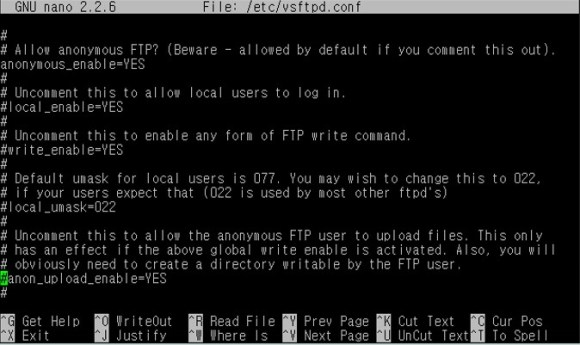 GNU nano 2.2.6 File: /etc/vsftpd.conf
#
# Allow anonymous FTP? (Beware - allowed by default if you comment this out).
anonymous_enable=YES
#
# Uncomment this to allow local users to log in.
#local_enable=YES
#
# Uncomment this to enable any form of FTP write command.
#write_enable=YES
#
# Default umask for local users is 077. You may wish to change this to 022,
# if your users expect that (022 is used by most other ftpd's)
#local_umask=022
#
# Uncomment this to allow the anonymous FTP user to upload files. This only
# has an effect if the above global write enable is activated. Also, you will
# obviously need to create a directory writable by the FTP user.
#anon_upload_enable=YES
#
^G Get Help ^O WriteOut ^R Read File ^Y Prev Page ^K Cut Text ^C Cur Pos
^X Exit ^J Justify ^W Where Is ^V Next Page ^U UnCut Text ^T To Spell